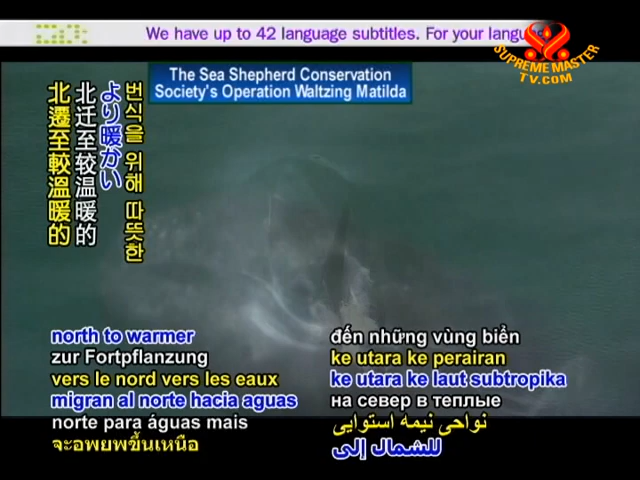 We have up to 42 language subtitles. For your langu
SUPREME MASTER
TV.COM
The Sea Shepherd Conservation
Society's Operation Waltzing Matilda
번식을 위해 따뜻한
より暖かい
北迁至较温暖的
北遷至較溫暖的
north to warmer
zur Fortpflanzung
vers le nord vers les eaux
migran al norte hacia aguas
norte para águas mais
จะอพยพขึ้นเหนือ
đến những vùng biển
ke utara ke perairan
ke utara ke laut subtropika
на север в теплые
نواحی نیمه استوایی
للشمال إلى